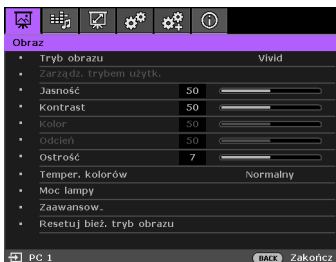 Obraz
Tryb obrazu Vivid
Zarządz. trybem użytk.
Jasność 50
Kontrast 50
Kolor 50
Odcień 50
Ostrość 7
Temper. kolorów Normalny
Moc lampy
Zaawansow..
Resetuj bież. tryb obrazu
PC 1 BACK Zakończ